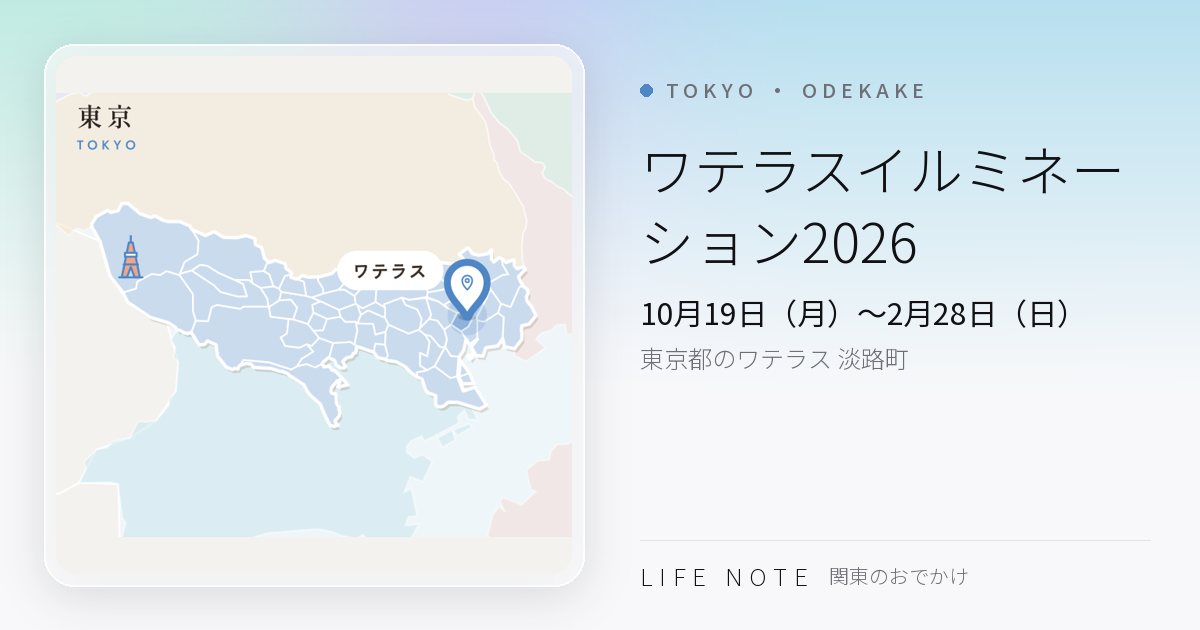 東京
TOKYO
ワテラス
TOKYO • ODEKAKE
ワテラスイルミネー
ション2026
10月19日（月）〜2月28日（日）
東京都のワテラス 淡路町
LIFE NOTE 関東のおでかけ